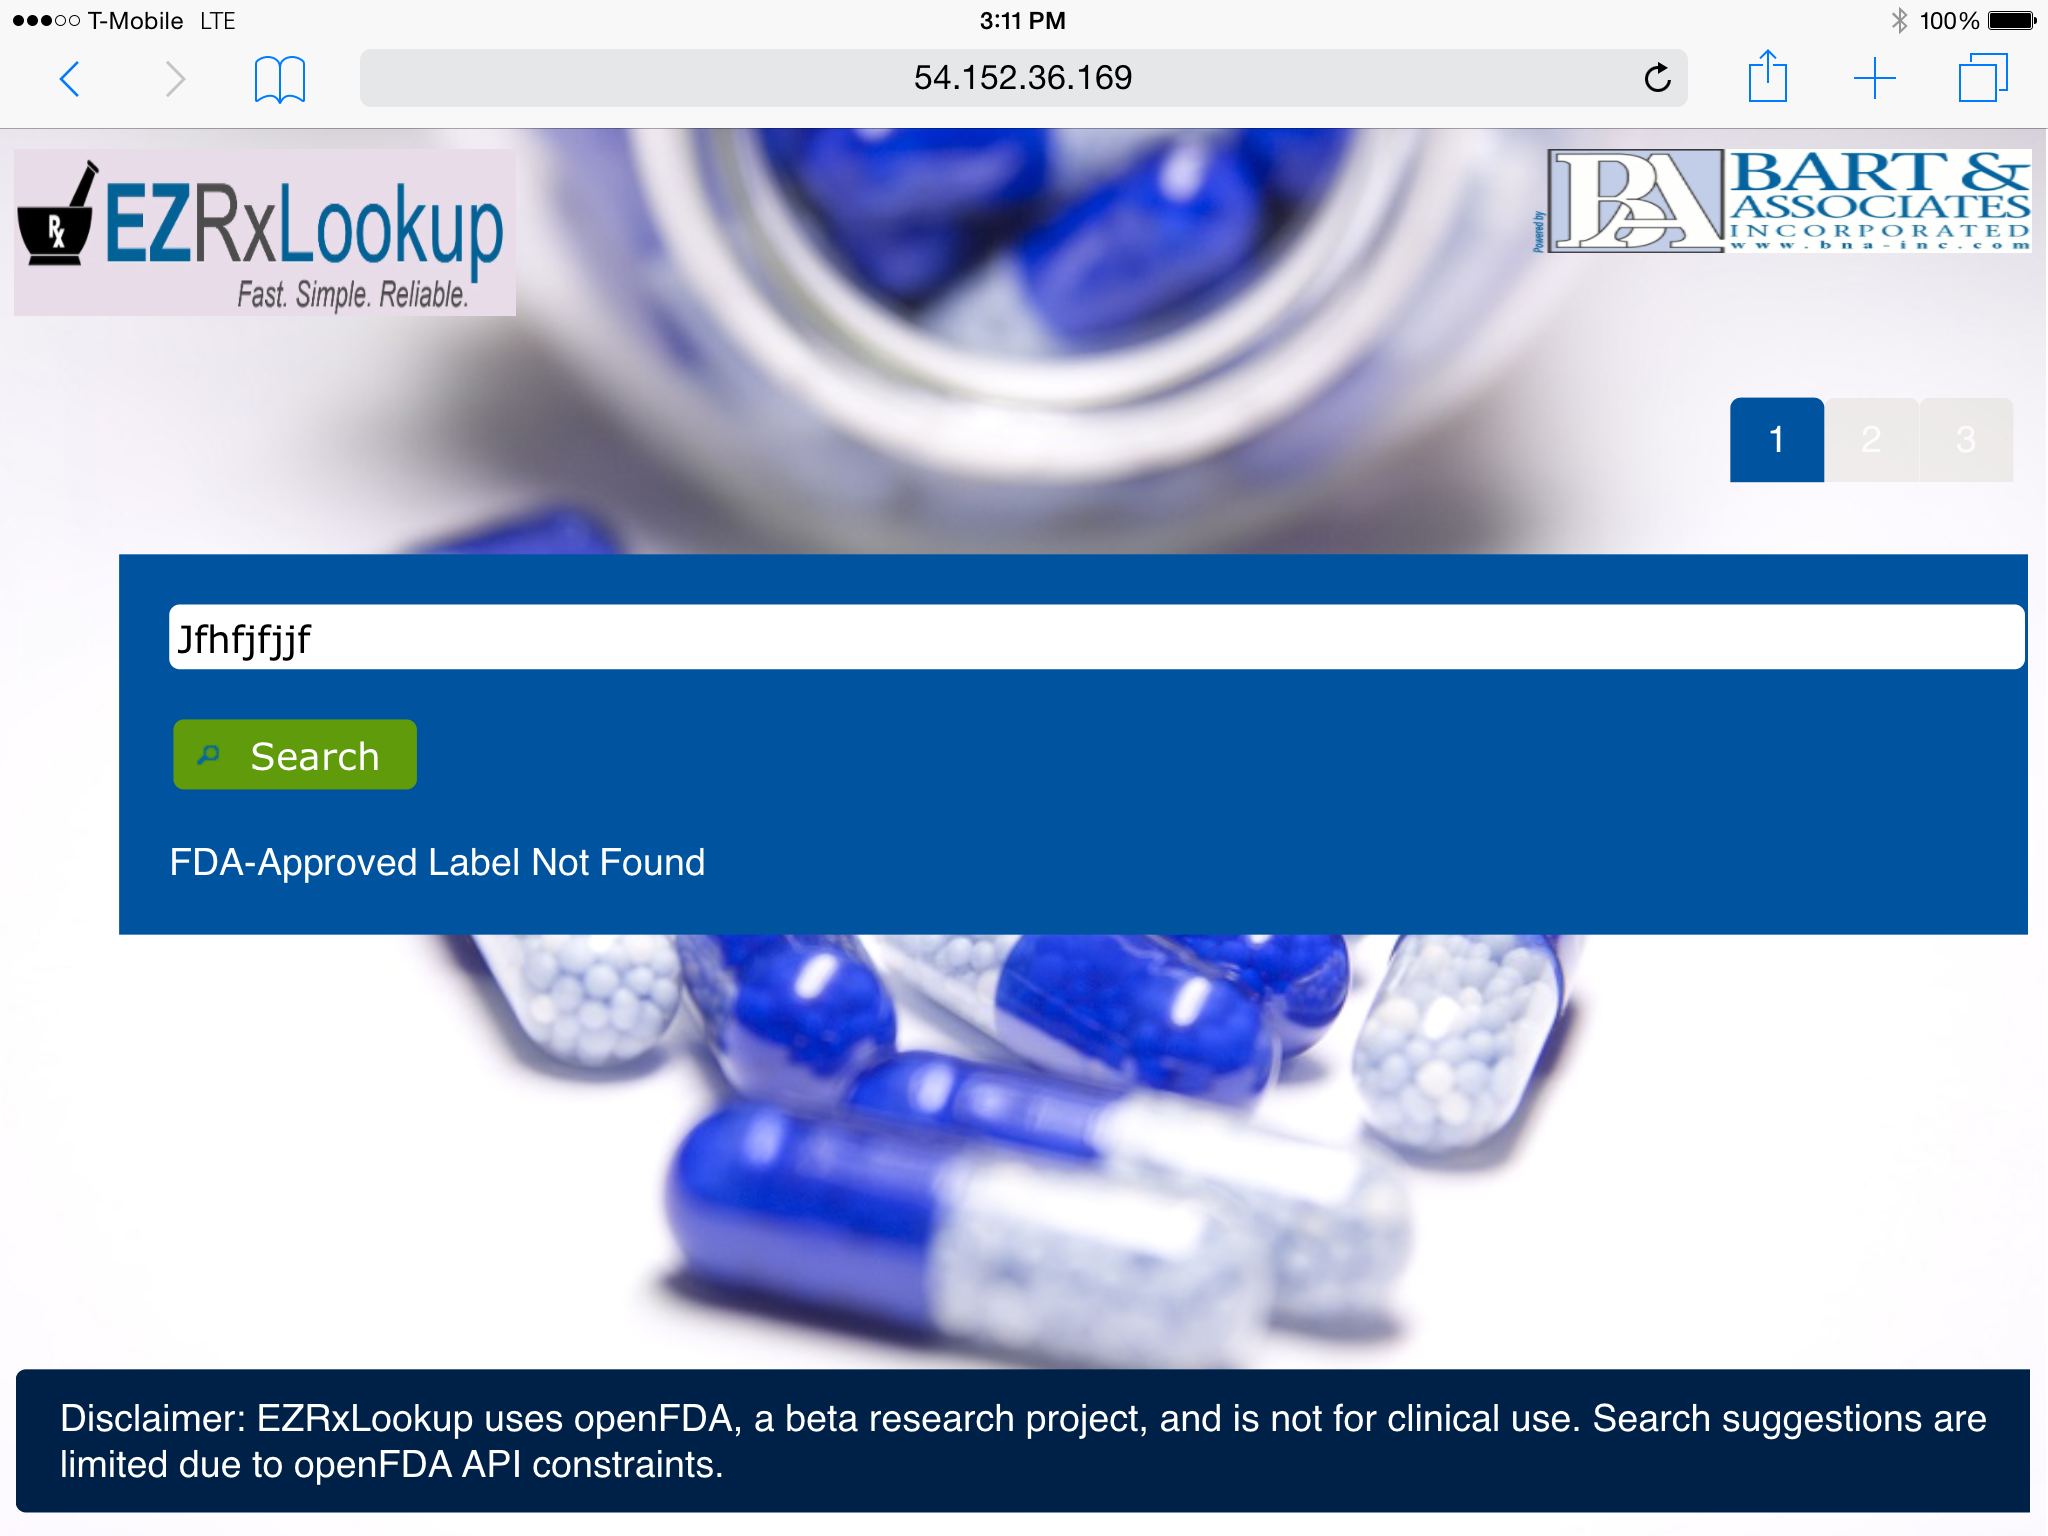 T-Mobile LTE 3:11 PM 100%
54.152.36.169
Rx EZRxLookup
Fast. Simple. Reliable.
Powered by
BA BART &
ASSOCIATES
INCORPORATED
www.bna-inc.com
1 2 3
Jfhfjfjjf
Search
FDA-Approved Label Not Found
Disclaimer: EZRxLookup uses openFDA, a beta research project, and is not for clinical use. Search suggestions are
limited due to openFDA API constraints.